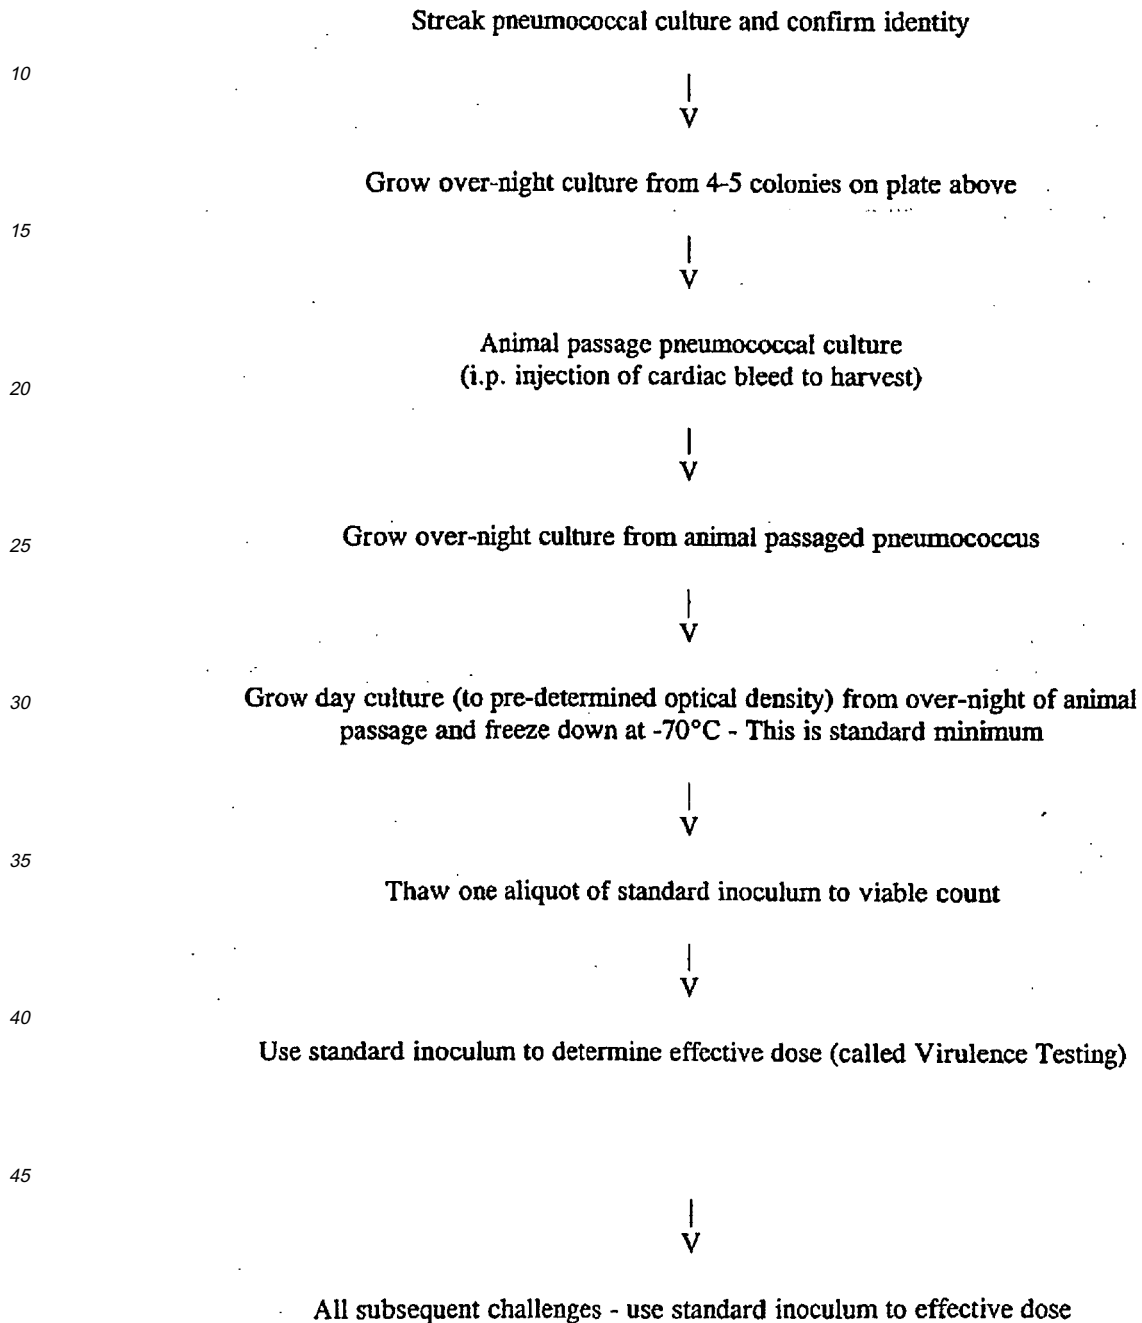 Streak pneumococcal culture and confirm identity
10
|
V
Grow over-night culture from 4-5 colonies on plate above
15
|
V
Animal passage pneumococcal culture
(i.p. injection of cardiac bleed to harvest)
20
|
V
Grow over-night culture from animal passaged pneumococcus
25
|
V
Grow day culture (to pre-determined optical density) from over-night of animal
30
passage and freeze down at -70°C - This is standard minimum
|
V
35
Thaw one aliquot of standard inoculum to viable count
|
V
40
Use standard inoculum to determine effective dose (called Virulence Testing)
45
|
V
All subsequent challenges - use standard inoculum to effective dose